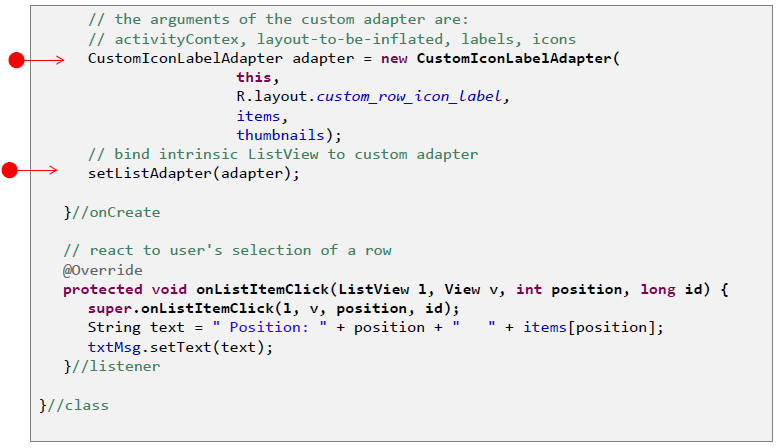 // the arguments of the custom adapter are:
// activityContex, layout-to-be-inflated, labels, icons
CustomIconLabelAdapter adapter = new CustomIconLabelAdapter(
this,
R.layout.custom_row_icon_label,
items,
thumbnails);
// bind intrinsic ListView to custom adapter
setListAdapter(adapter);
}//onCreate
// react to user's selection of a row
@Override
protected void onListItemClick(ListView l, View v, int position, long id) {
super.onListItemClick(l, v, position, id);
String text = " Position: " + position + "   " + items[position];
txtMsg.setText(text);
}//listener
}//class